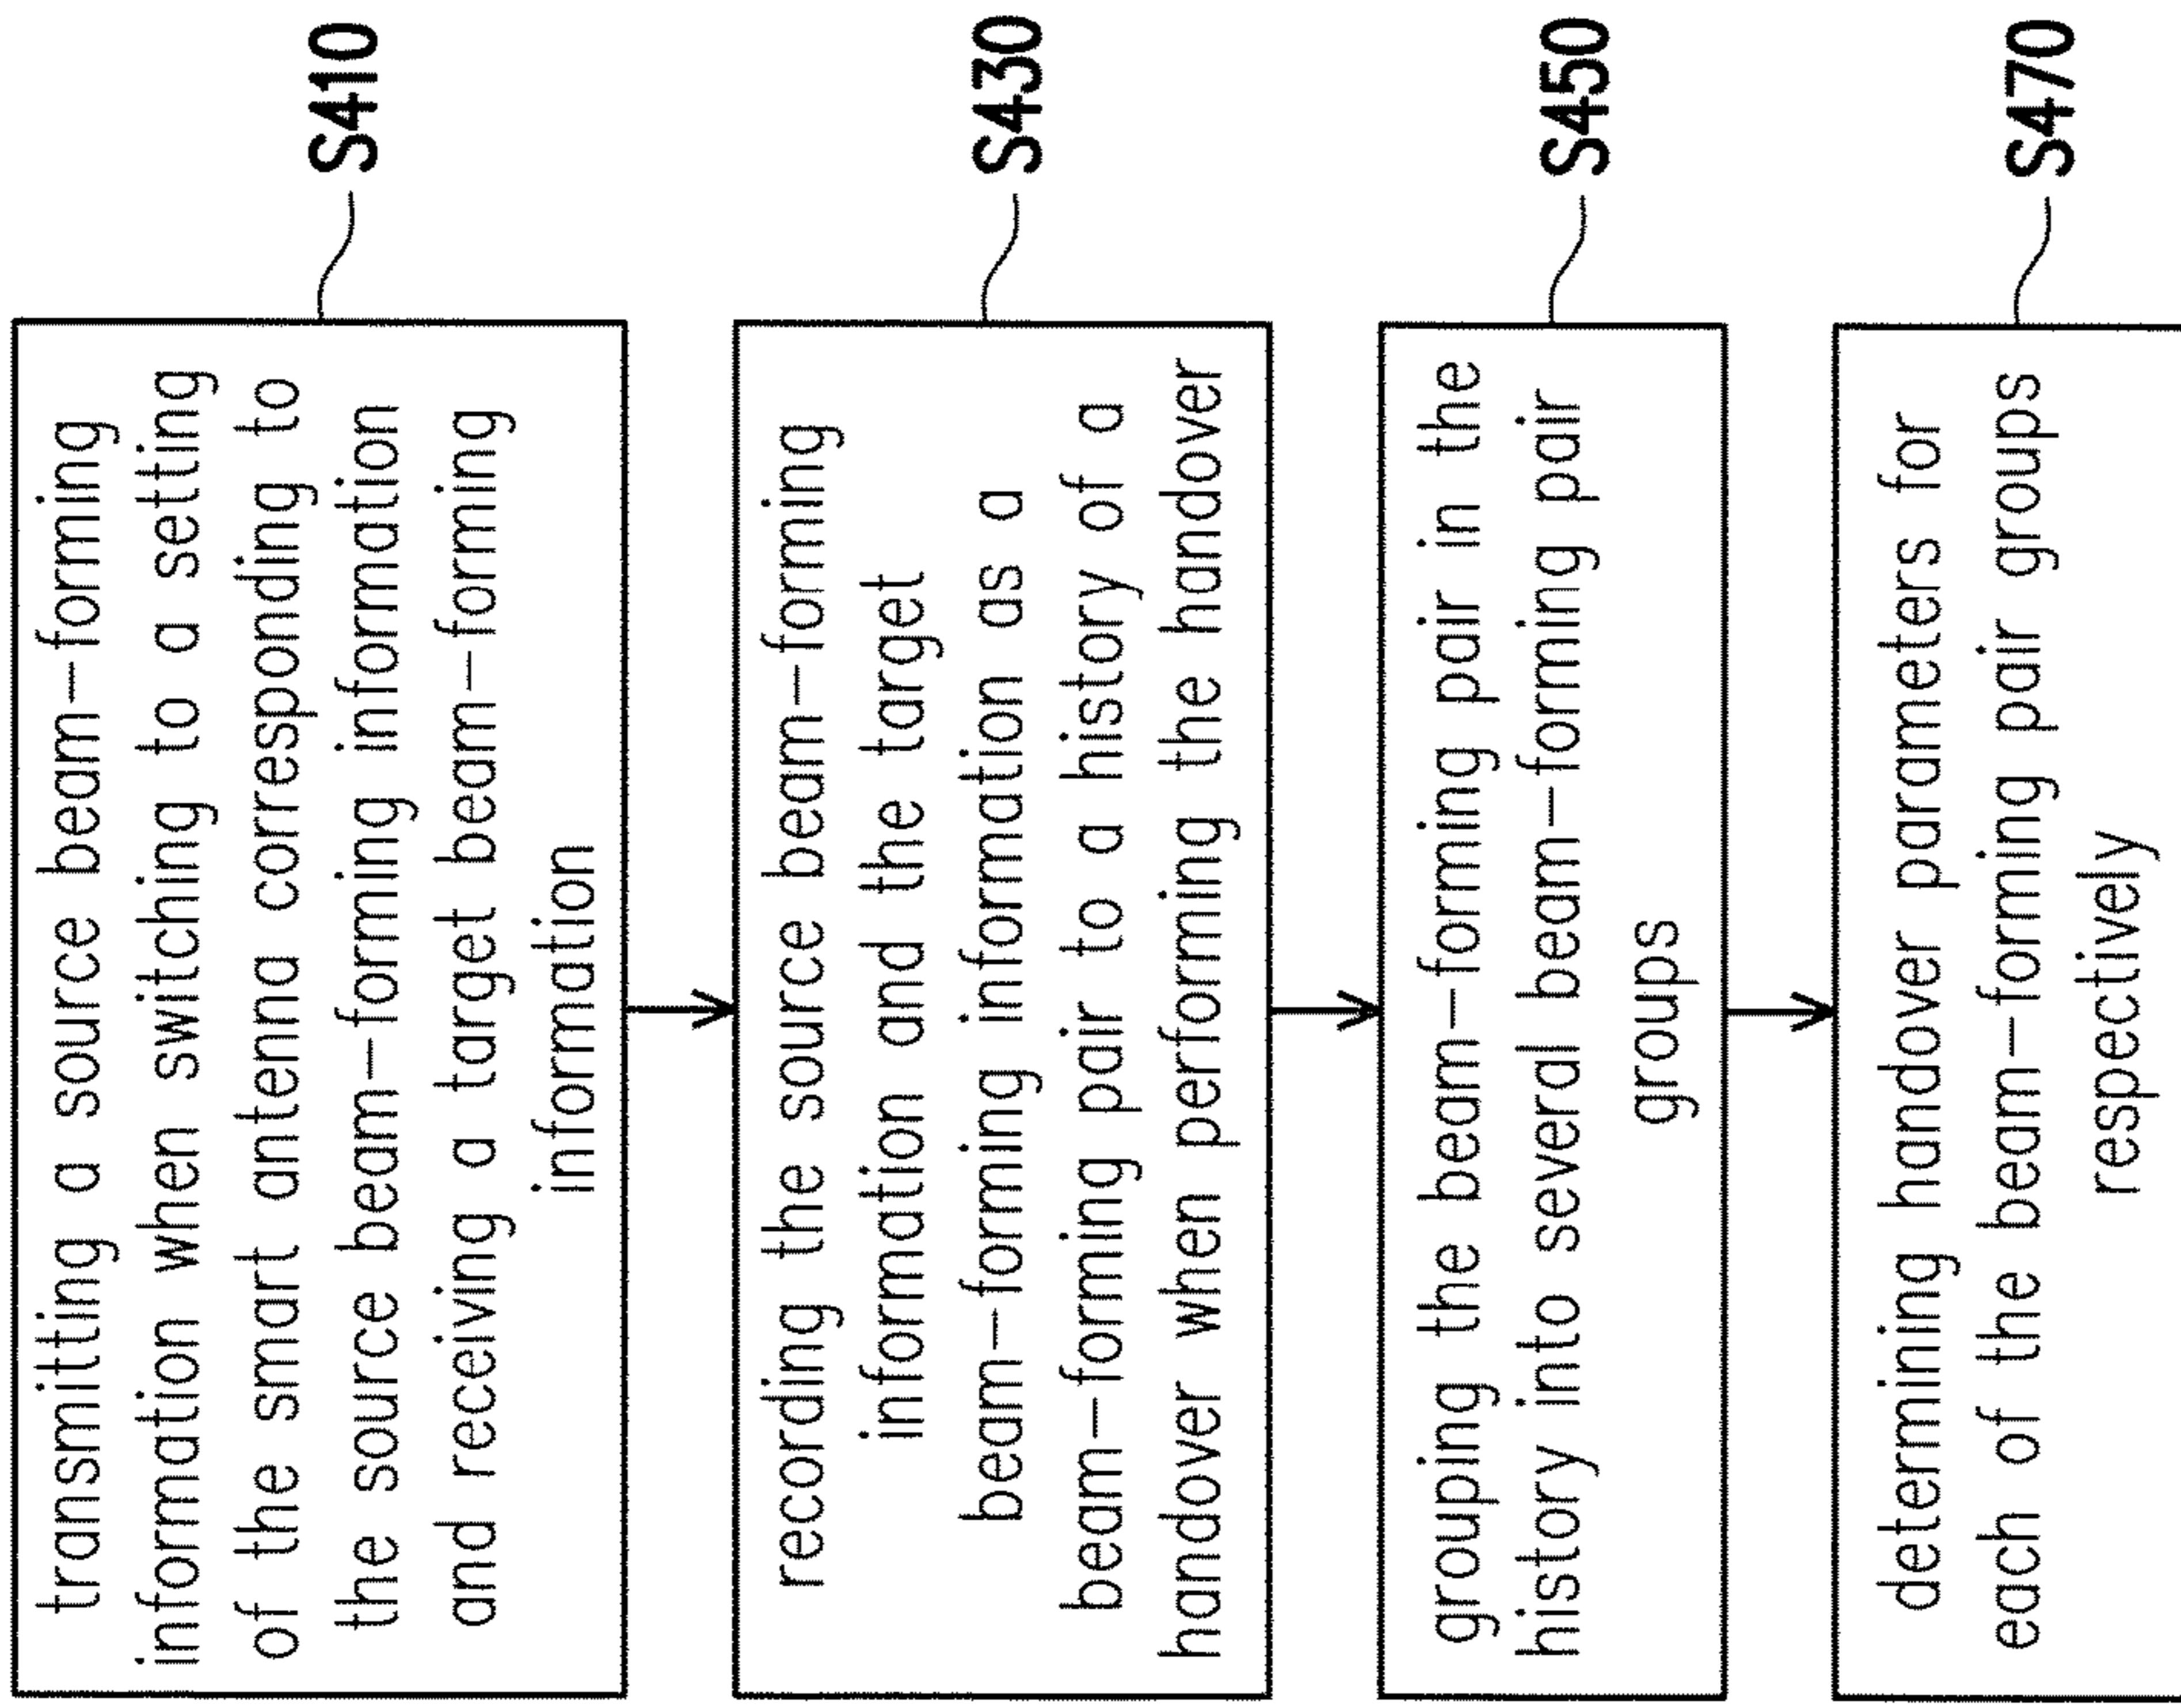 transmitting a source beam-forming
information when switching to a setting
of the smart antenna corresponding to
the source beam-forming information
and receiving a target beam-forming
information
S410
recording the source beam-forming
information and the target
beam-forming information as a
beam-forming pair to a history of a
handover when performing the handover
S430
grouping the beam-forming pair in the
history into several beam-forming pair
groups
S450
determining handover parameters for
each of the beam-forming pair groups
respectively
S470